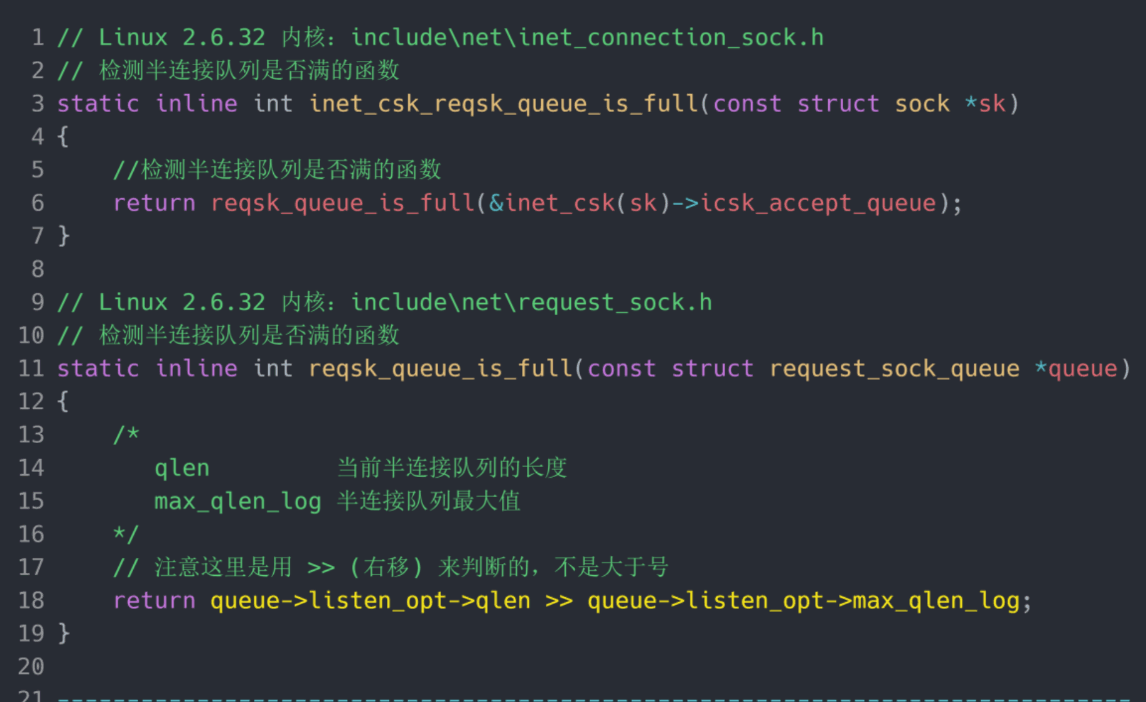 1 // Linux 2.6.32 内核：include\net\inet_connection_sock.h
2 // 检测半连接队列是否满的函数
3 static inline int inet_csk_reqsk_queue_is_full(const struct sock *sk)
4 {
5     //检测半连接队列是否满的函数
6     return reqsk_queue_is_full(&inet_csk(sk)->icsk_accept_queue);
7 }
8
9 // Linux 2.6.32 内核：include\net\request_sock.h
10 // 检测半连接队列是否满的函数
11 static inline int reqsk_queue_is_full(const struct request_sock_queue *queue)
12 {
13     /*
14        qlen         当前半连接队列的长度
15        max_qlen_log 半连接队列最大值
16     */
17     // 注意这里是用 >> (右移) 来判断的，不是大于号
18     return queue->listen_opt->qlen >> queue->listen_opt->max_qlen_log;
19 }
20
21